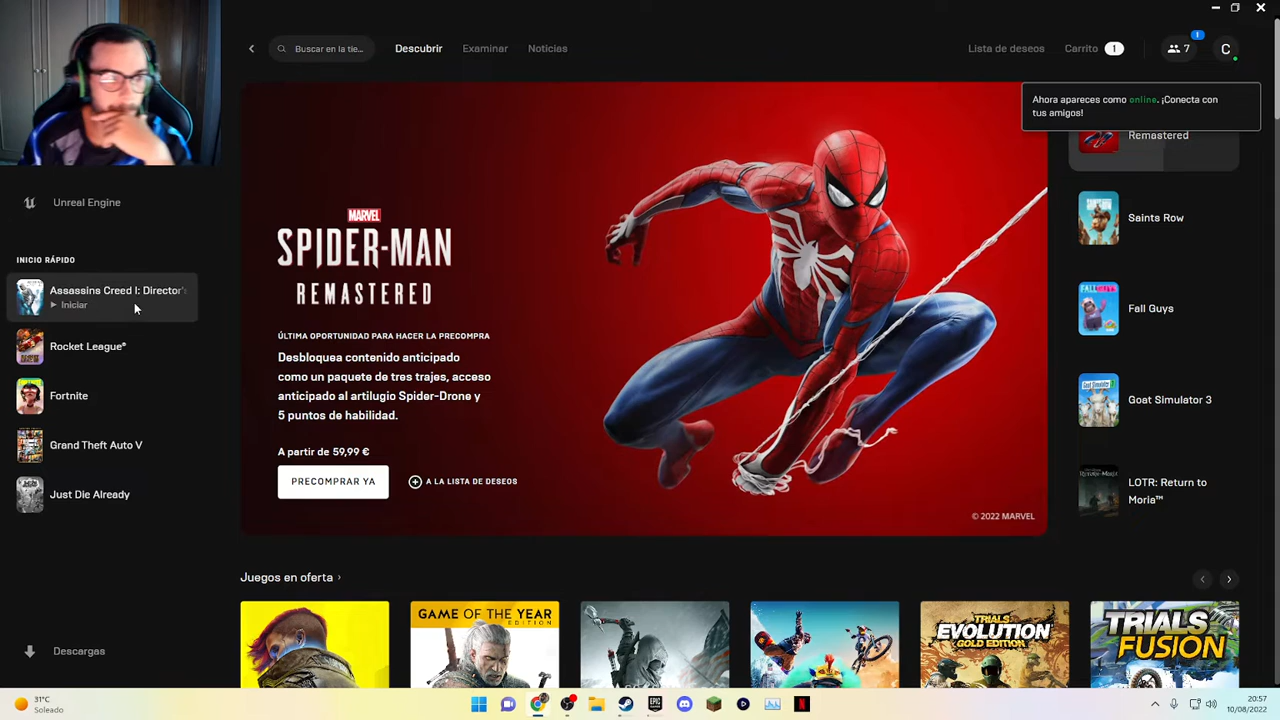 Buscar en la tie...
Descubrir
Examinar
Noticias
Lista de deseos
Carrito 1
7
1
C
Ahora apareces como online. ¡Conecta con
tus amigos!
Unreal Engine
INICIO RÁPIDO
Assassins Creed I: Director's
Iniciar
Rocket League®
Fortnite
Grand Theft Auto V
Just Die Already
Descargas
MARVEL
SPIDER-MAN
REMASTERED
ÚLTIMA OPORTUNIDAD PARA HACER LA PRECOMPRA
Desbloquea contenido anticipado
como un paquete de tres trajes, acceso
anticipado al artilugio Spider-Drone y
5 puntos de habilidad.
A partir de 59,99 €
PRECOMPRAR YA
A LA LISTA DE DESEOS
© 2022 MARVEL
Remastered
Saints Row
Fall Guys
Goat Simulator 3
LOTR: Return to
Moria™
Juegos en oferta
GAME OF THE YEAR
EDITION
TRIALS
EVOLUTION
GOLD EDITION
TRIALS
FUSION
31°C
Soleado
EPIC
N
20:57
10/08/2022